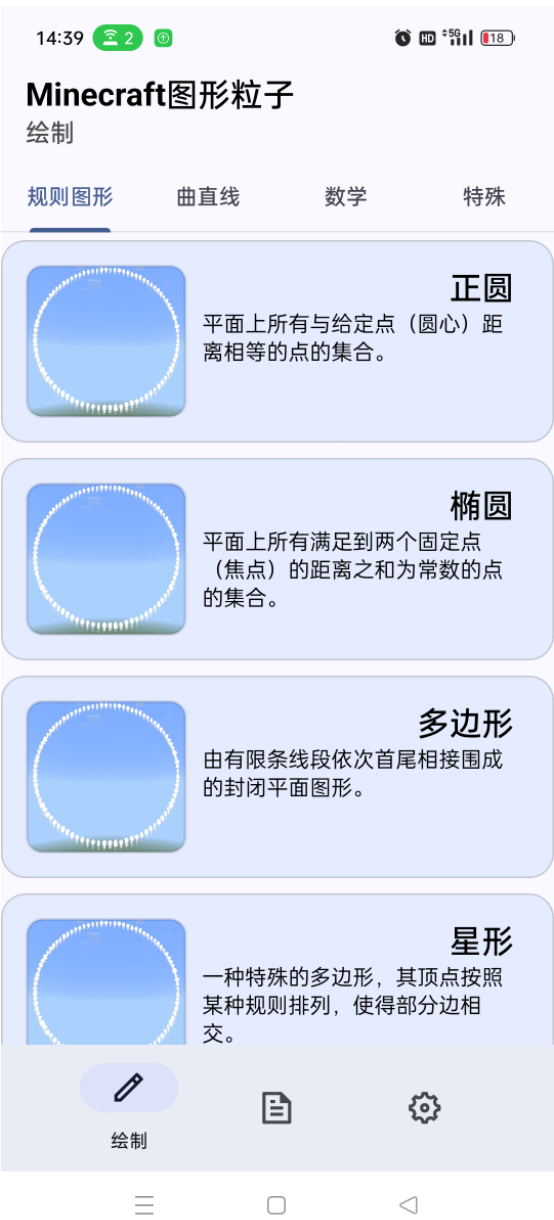 14:39 2 HD 5G 18
Minecraft图形粒子
绘制
规则图形 曲直线 数学 特殊
正圆
平面上所有与给定点（圆心）距
离相等的点的集合。
椭圆
平面上所有满足到两个固定点
（焦点）的距离之和为常数的点
的集合。
多边形
由有限条线段依次首尾相接围成
的封闭平面图形。
星形
一种特殊的多边形，其顶点按照
某种规则排列，使得部分边相
交。
绘制